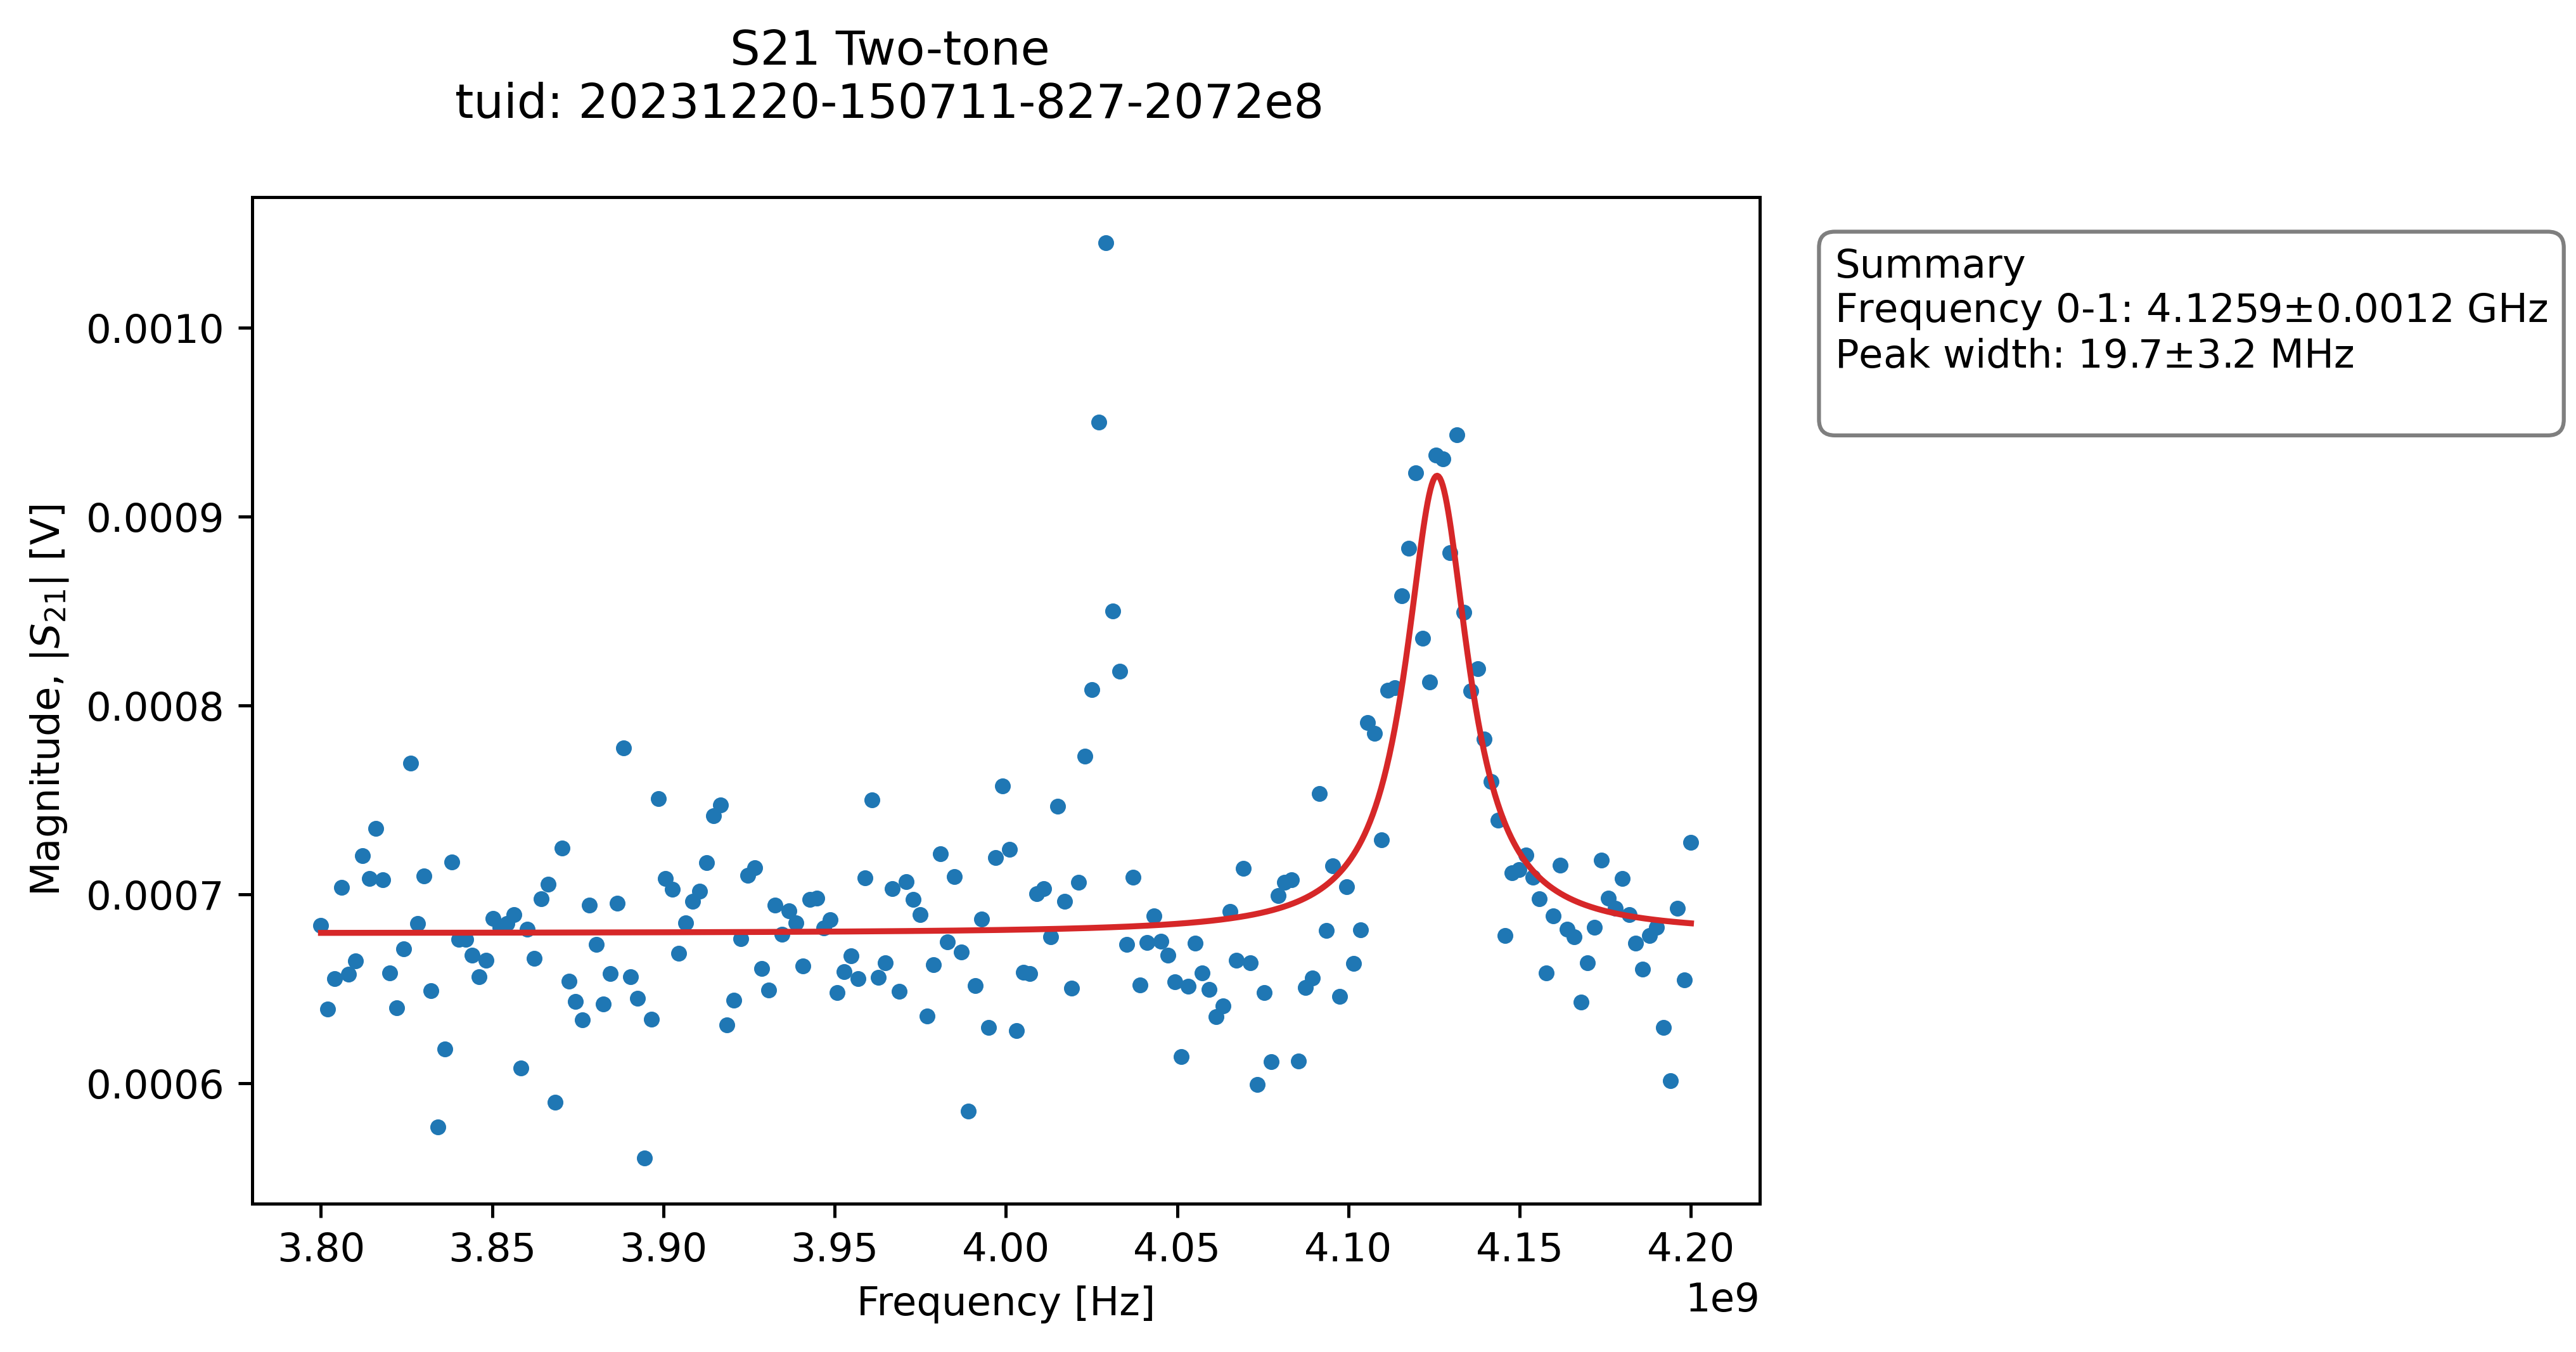 S21 Two-tone
tuid: 20231220-150711-827-2072e8
Summary
Frequency 0-1: 4.1259±0.0012 GHz
Peak width: 19.7±3.2 MHz
Magnitude, |S₂₁| [V]
0.0010
0.0009
0.0008
0.0007
0.0006
3.80 3.85 3.90 3.95 4.00 4.05 4.10 4.15 4.20
Frequency [Hz]
1e9